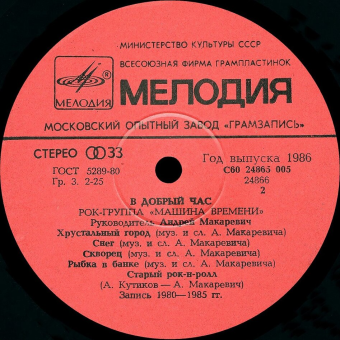 МИНИСТЕРСТВО КУЛЬТУРЫ СССР
ВСЕСОЮЗНАЯ ФИРМА ГРАМПЛАСТИНОК
МЕЛОДИЯ ®
МЕЛОДИЯ
МОСКОВСКИЙ ОПЫТНЫЙ ЗАВОД «ГРАМЗАПИСЬ»
СТЕРЕО 33
Год выпуска 1986
ГОСТ 5289-80
С60 24865 005
Гр. 3. 2-25
24866
2
В ДОБРЫЙ ЧАС
РОК-ГРУППА «МАШИНА ВРЕМЕНИ»
Руководитель Андрей Макаревич
Хрустальный город (муз. и сл. А. Макаревича)
Снег (муз. и сл. А. Макаревича)
Скворец (муз. и сл. А. Макаревича)
Рыбка в банке (муз. и сл. А. Макаревича)
Старый рок-н-ролл
(А. Кутиков — А. Макаревич)
Запись 1980—1985 гг.